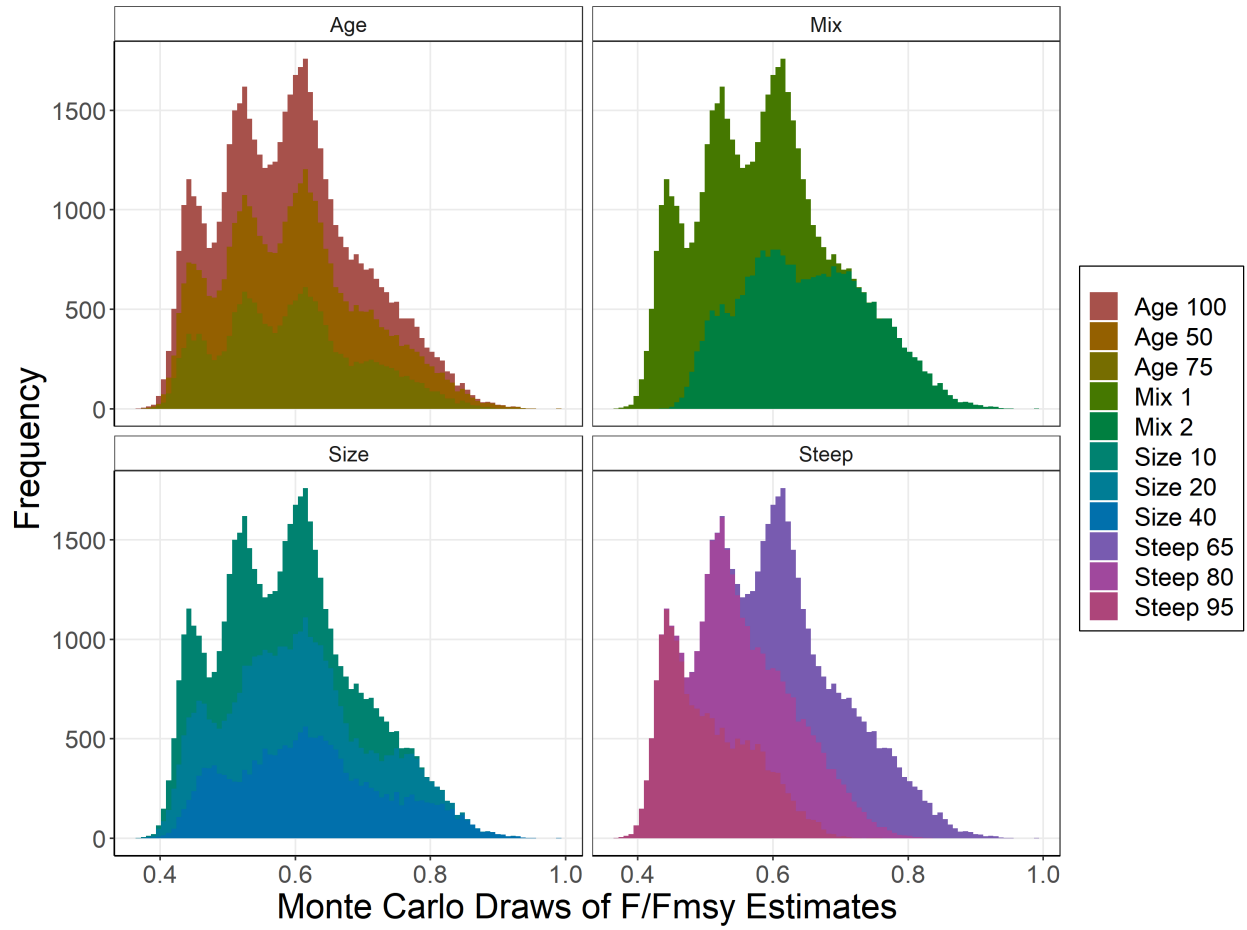 Age
Mix
1500
1000
500
0
Size
Steep
1500
1000
500
0
0.4 0.6 0.8 1.0
0.4 0.6 0.8 1.0
Frequency
Monte Carlo Draws of F/Fmsy Estimates
Age 100
Age 50
Age 75
Mix 1
Mix 2
Size 10
Size 20
Size 40
Steep 65
Steep 80
Steep 95